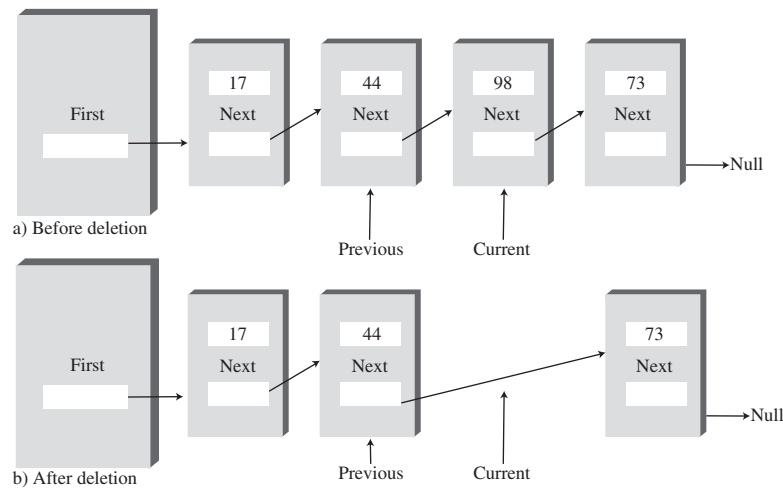 17 44 98 73
First Next Next Next Next
Null
a) Before deletion
Previous Current
17 44 73
First Next Next Next
Null
Previous Current
b) After deletion